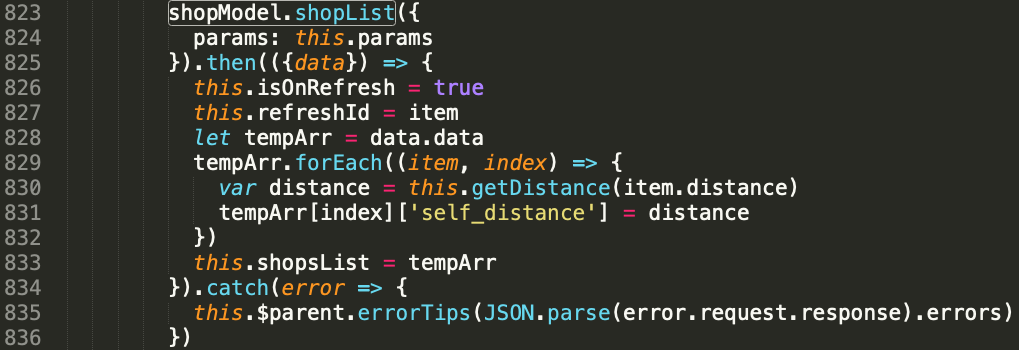 823 shopModel.shopList({
824 params: this.params
825 }).then(({data}) => {
826 this.isOnRefresh = true
827 this.refreshId = item
828 let tempArr = data.data
829 tempArr.forEach((item, index) => {
830 var distance = this.getDistance(item.distance)
831 tempArr[index]['self_distance'] = distance
832 })
833 this.shopsList = tempArr
834 }).catch(error => {
835 this.$parent.errorTips(JSON.parse(error.request.response).errors)
836 })